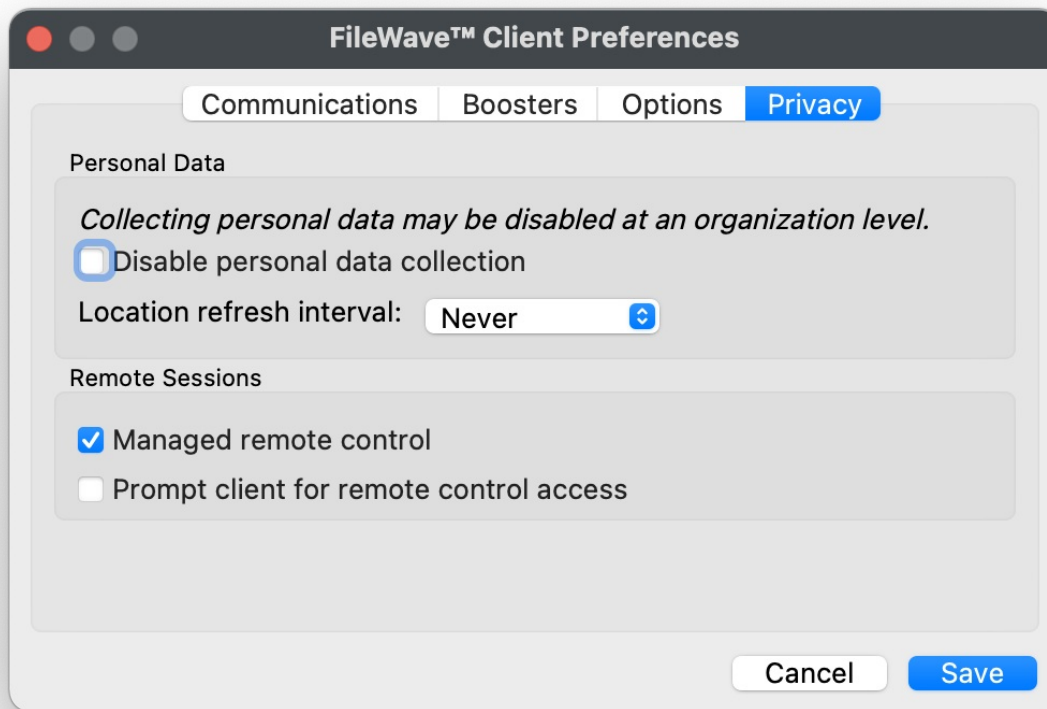 FileWave™ Client Preferences
Communications Boosters Options Privacy
Personal Data
Collecting personal data may be disabled at an organization level.
Disable personal data collection
Location refresh interval: Never
Remote Sessions
Managed remote control
Prompt client for remote control access
Cancel Save